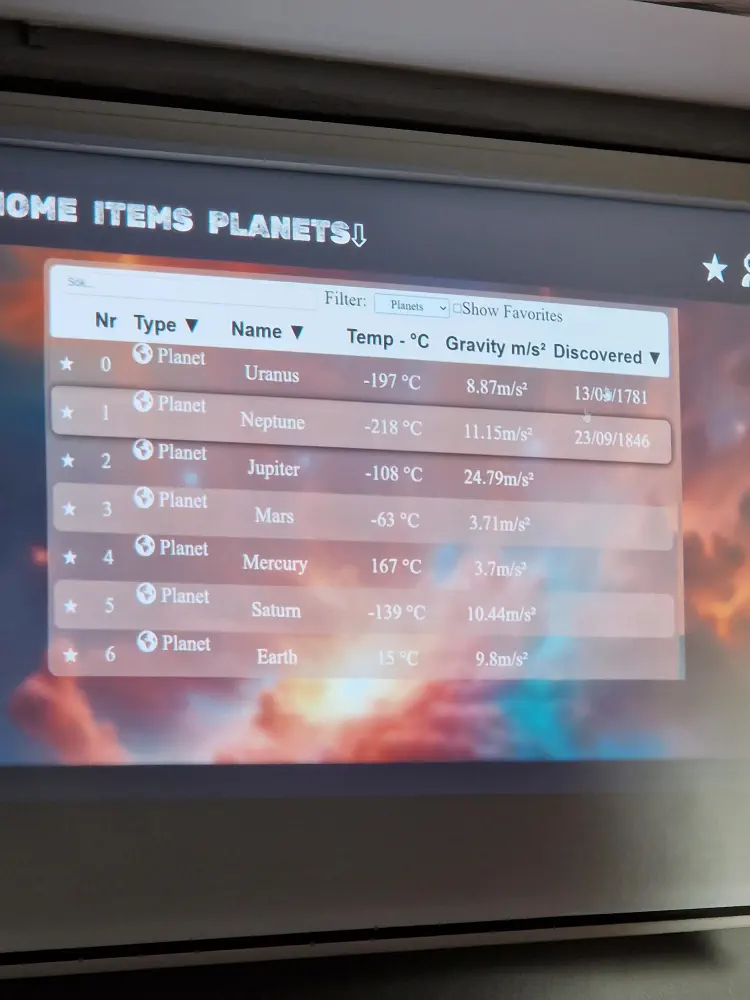 HOME ITEMS PLANETS⇩
Sök...
Filter: Planets Show Favorites
Nr Type ▼ Name ▼ Temp - °C Gravity m/s² Discovered ▼
★ 0 Planet Uranus -197 °C 8.87m/s² 13/03/1781
★ 1 Planet Neptune -218 °C 11.15m/s² 23/09/1846
★ 2 Planet Jupiter -108 °C 24.79m/s²
★ 3 Planet Mars -63 °C 3.71m/s²
★ 4 Planet Mercury 167 °C 3.7m/s²
★ 5 Planet Saturn -139 °C 10.44m/s²
★ 6 Planet Earth 15 °C 9.8m/s²